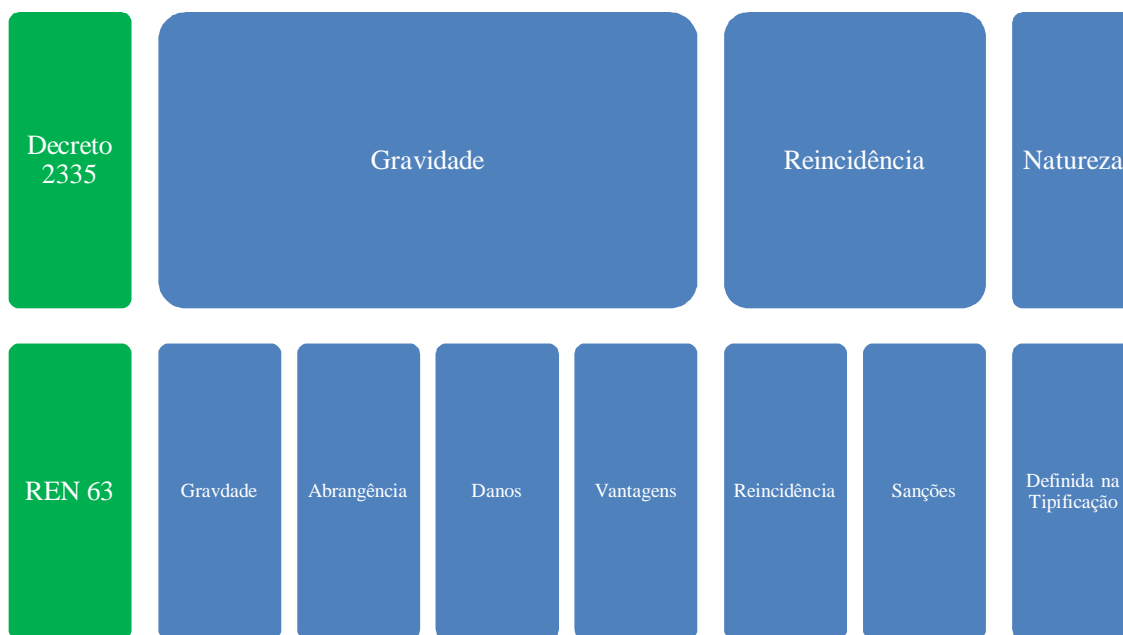 Decreto
2335
Gravidade
Reincidência
Natureza
REN 63
Gravdade
Abrangência
Danos
Vantagens
Reincidência
Sanções
Definida na
Tipificação